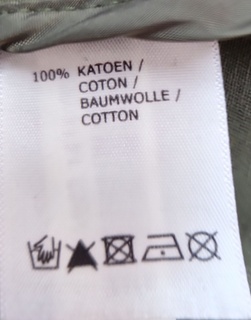 100% KATOEN /
COTON /
BAUMWOLLE /
COTTON